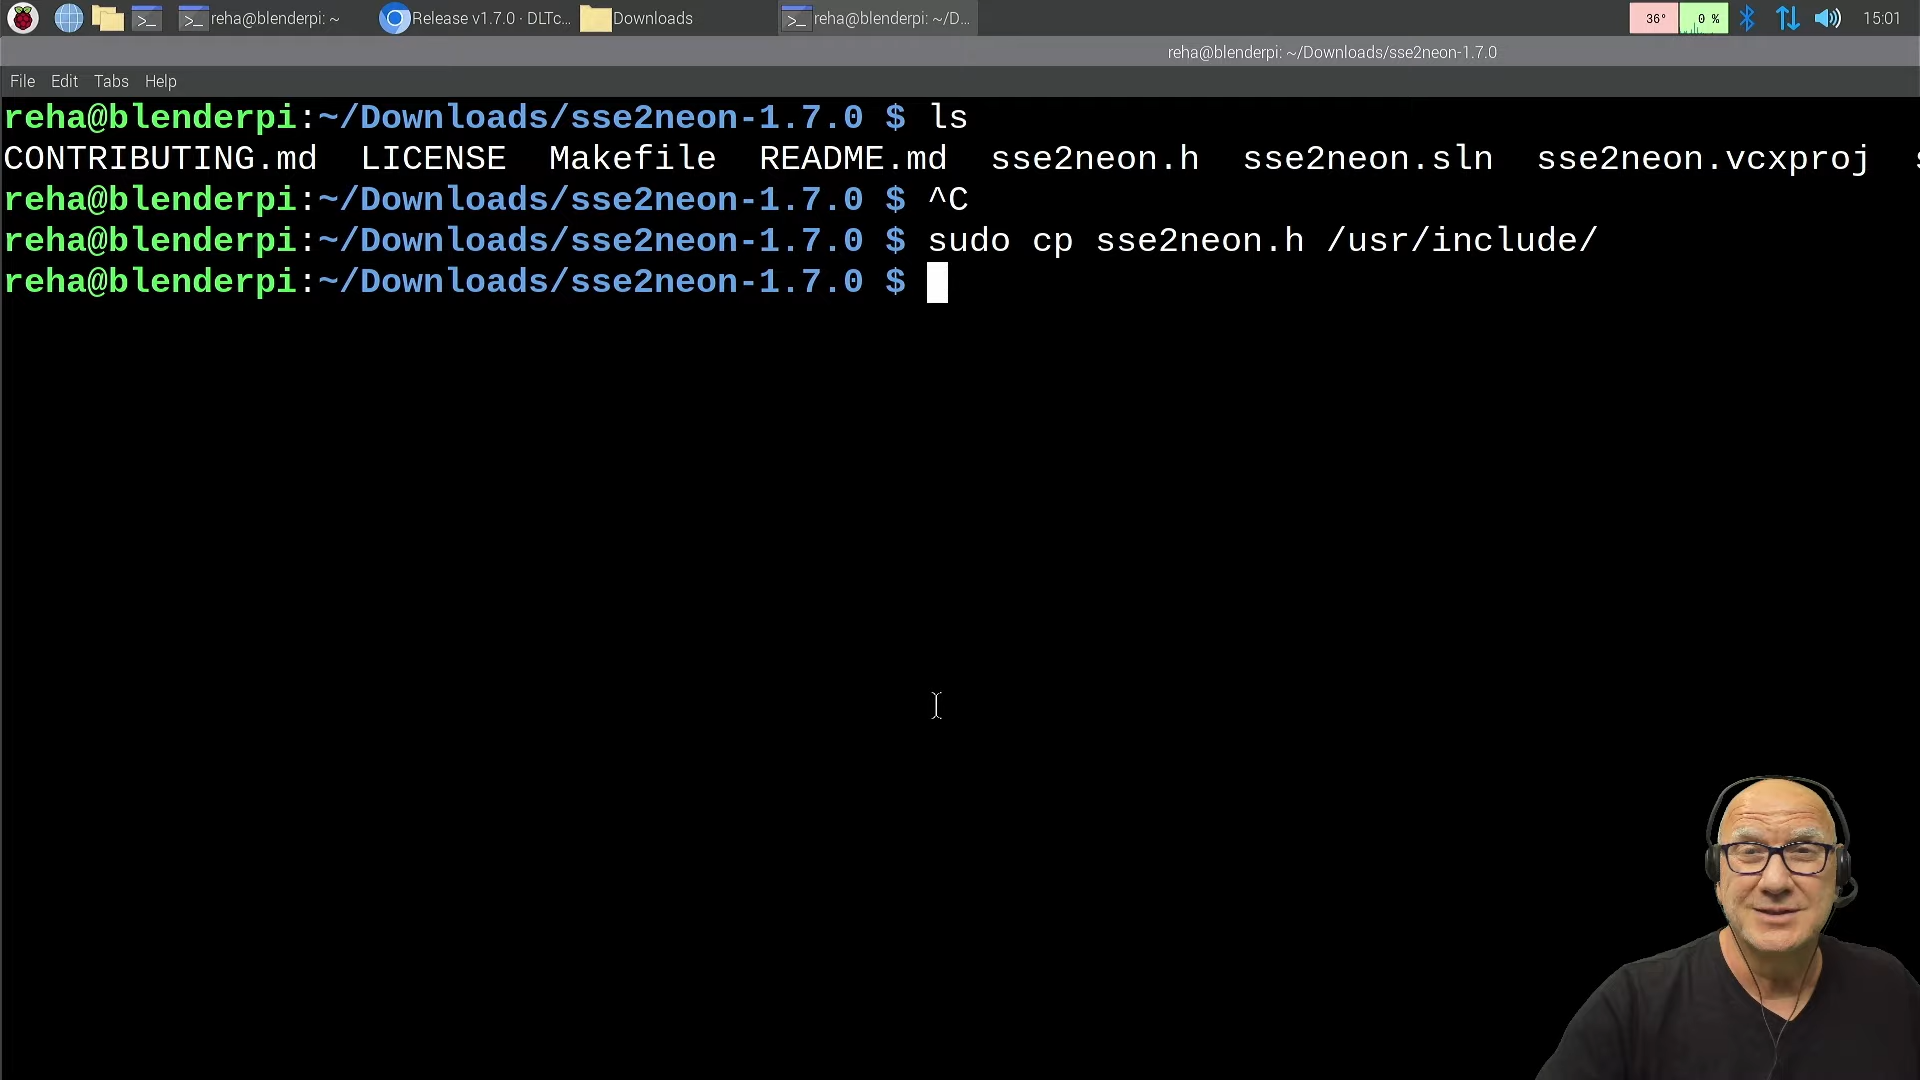 reha@blenderpi: ~
Release v1.7.0 · DLTc...
Downloads
reha@blenderpi: ~/D...
36°
0 %
15:01
reha@blenderpi: ~/Downloads/sse2neon-1.7.0
File Edit Tabs Help
reha@blenderpi:~/Downloads/sse2neon-1.7.0 $ ls
CONTRIBUTING.md LICENSE Makefile README.md sse2neon.h sse2neon.sln sse2neon.vcxproj
reha@blenderpi:~/Downloads/sse2neon-1.7.0 $ ^C
reha@blenderpi:~/Downloads/sse2neon-1.7.0 $ sudo cp sse2neon.h /usr/include/
reha@blenderpi:~/Downloads/sse2neon-1.7.0 $